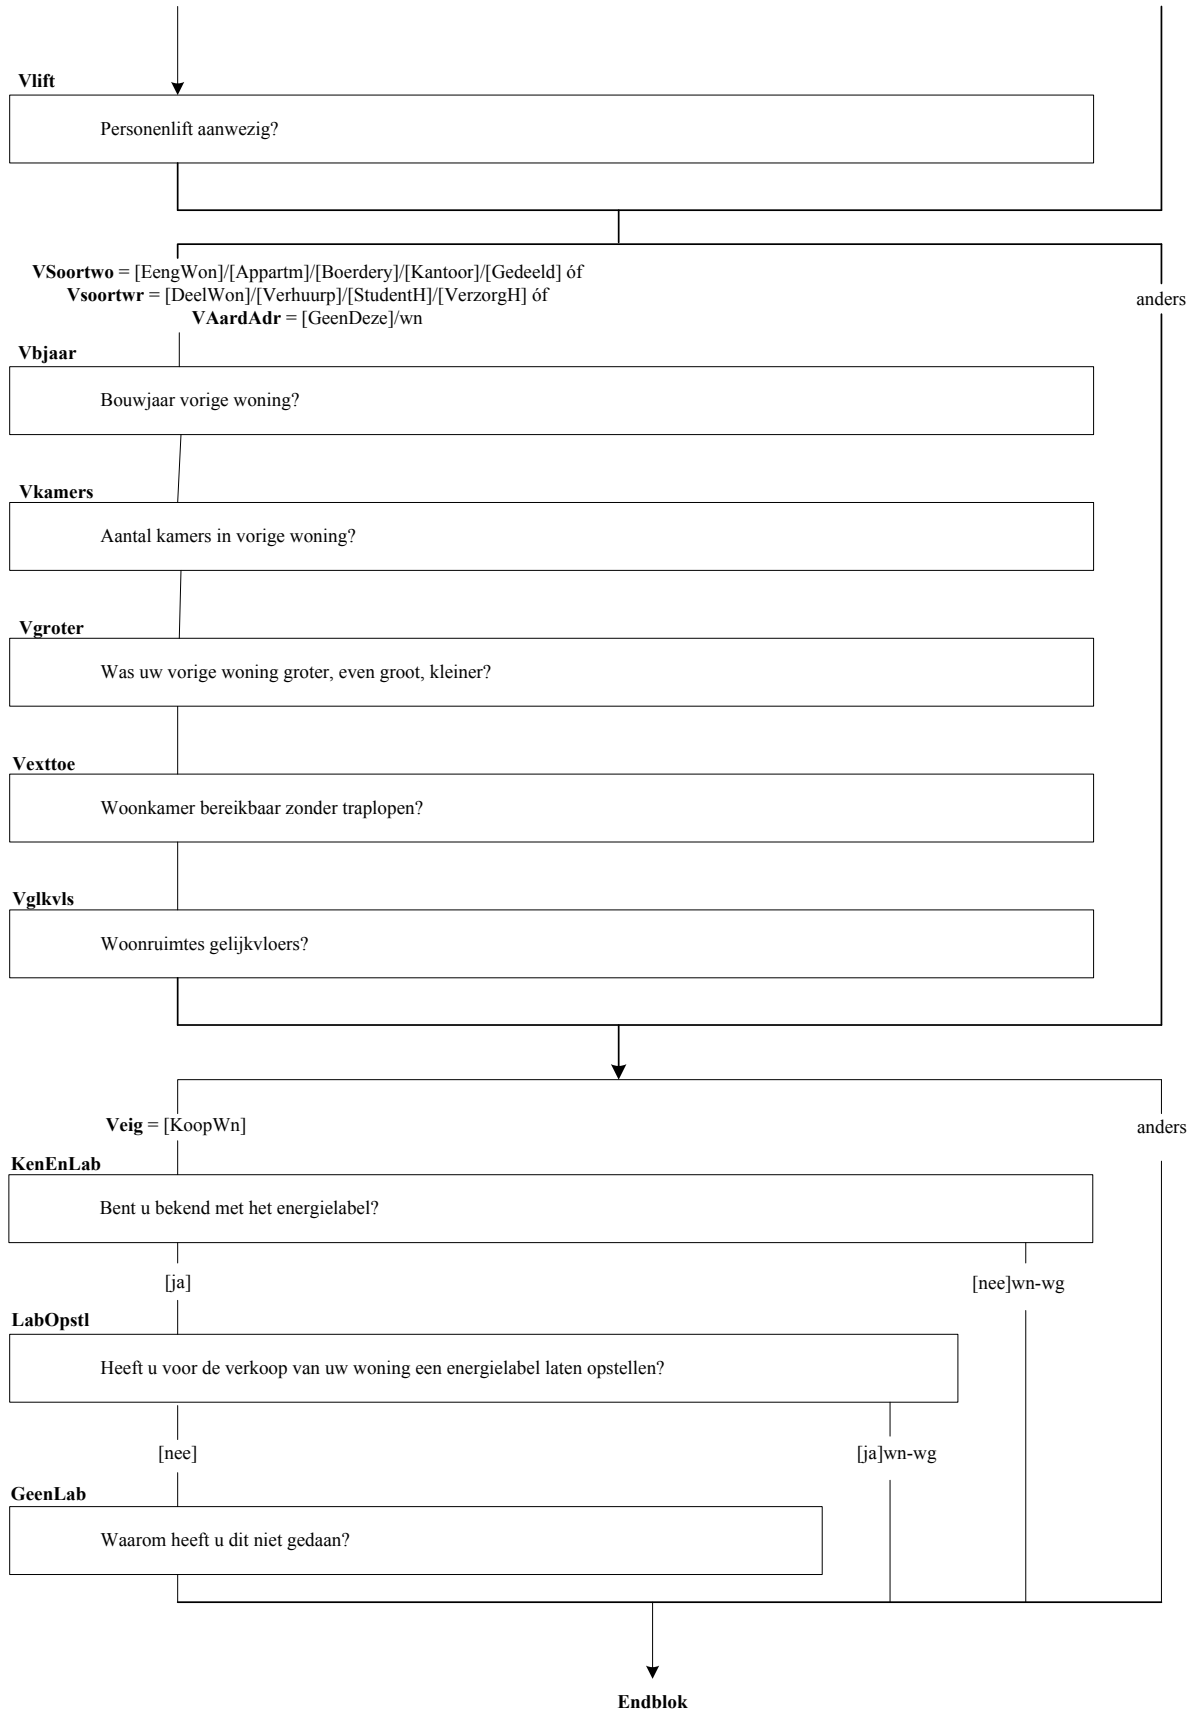 Vlift
Personenlift aanwezig?
VSoortwo = [EengWon]/[Appartm]/[Boerdery]/[Kantoor]/[Gedeeld] óf
Vsoortwr = [DeelWon]/[Verhuurp]/[StudentH]/[VerzorgH] óf
VAardAdr = [GeenDeze]/wn
anders
Vbjaar
Bouwjaar vorige woning?
Vkamers
Aantal kamers in vorige woning?
Vgroter
Was uw vorige woning groter, even groot, kleiner?
Vexttoe
Woonkamer bereikbaar zonder traplopen?
Vglkvls
Woonruimtes gelijkvloers?
Veig = [KoopWn]
anders
KenEnLab
Bent u bekend met het energielabel?
[ja]
[nee]wn-wg
LabOpstl
Heeft u voor de verkoop van uw woning een energielabel laten opstellen?
[nee]
[ja]wn-wg
GeenLab
Waarom heeft u dit niet gedaan?
Endblok